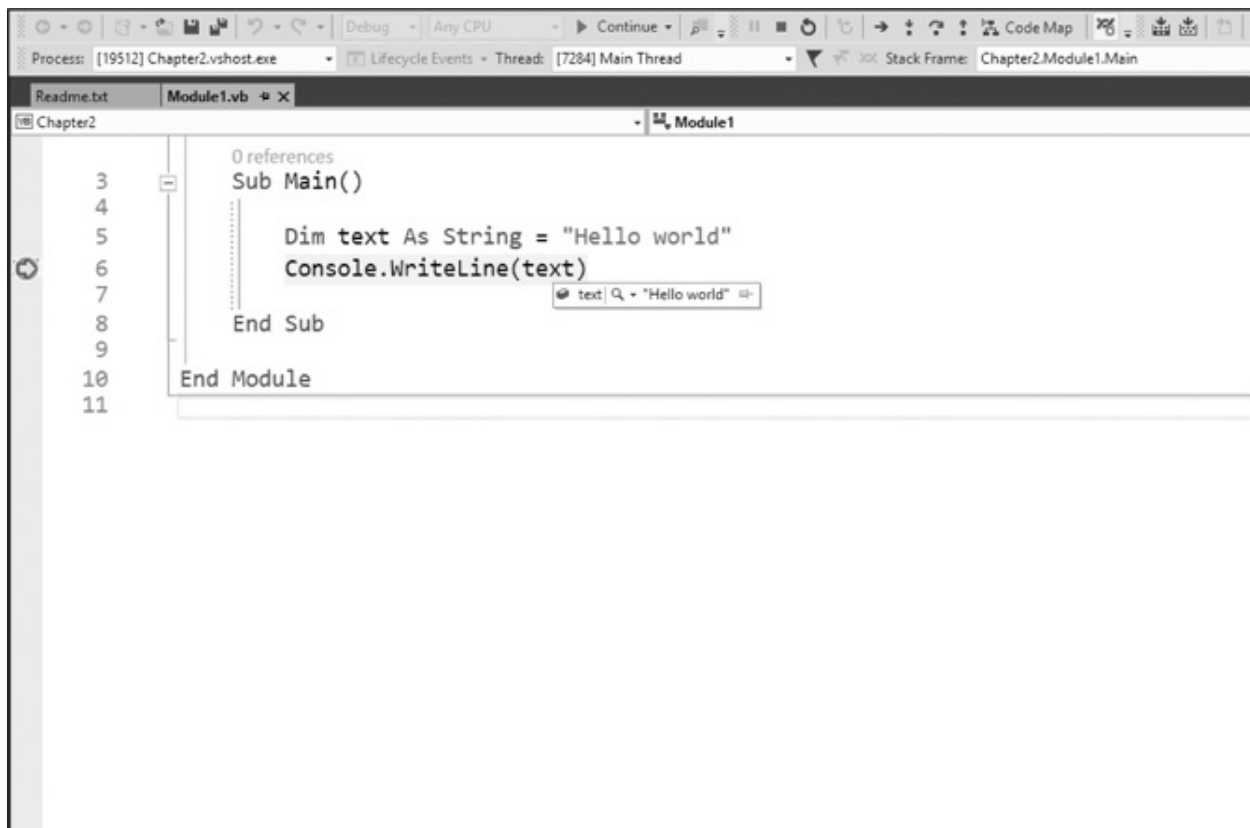 Debug Any CPU Continue Code Map
Process: [19512] Chapter2.vshost.exe Lifecycle Events Thread: [7284] Main Thread Stack Frame: Chapter2.Module1.Main
Readme.txt Module1.vb
VB Chapter2 Module1
0 references
3 Sub Main()
4
5 Dim text As String = "Hello world"
6 Console.WriteLine(text)
7 text "Hello world"
8 End Sub
9
10 End Module
11